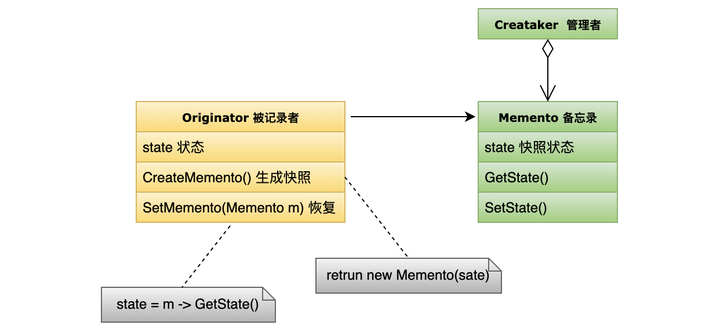 Creataker 管理者
Originator 被记录者
state 状态
CreateMemento() 生成快照
SetMemento(Memento m) 恢复
Memento 备忘录
state 快照状态
GetState()
SetState()
retrun new Memento(sate)
state = m -> GetState()